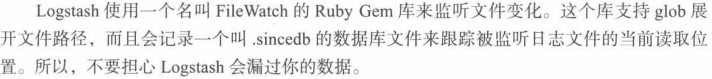 Logstash 使用一个名叫 FileWatch 的 Ruby Gem 库来监听文件变化。这个库支持 glob 展
开文件路径，而且会记录一个叫 .sincedb 的数据库文件来跟踪被监听日志文件的当前读取位
置。所以，不要担心 Logstash 会漏过你的数据。